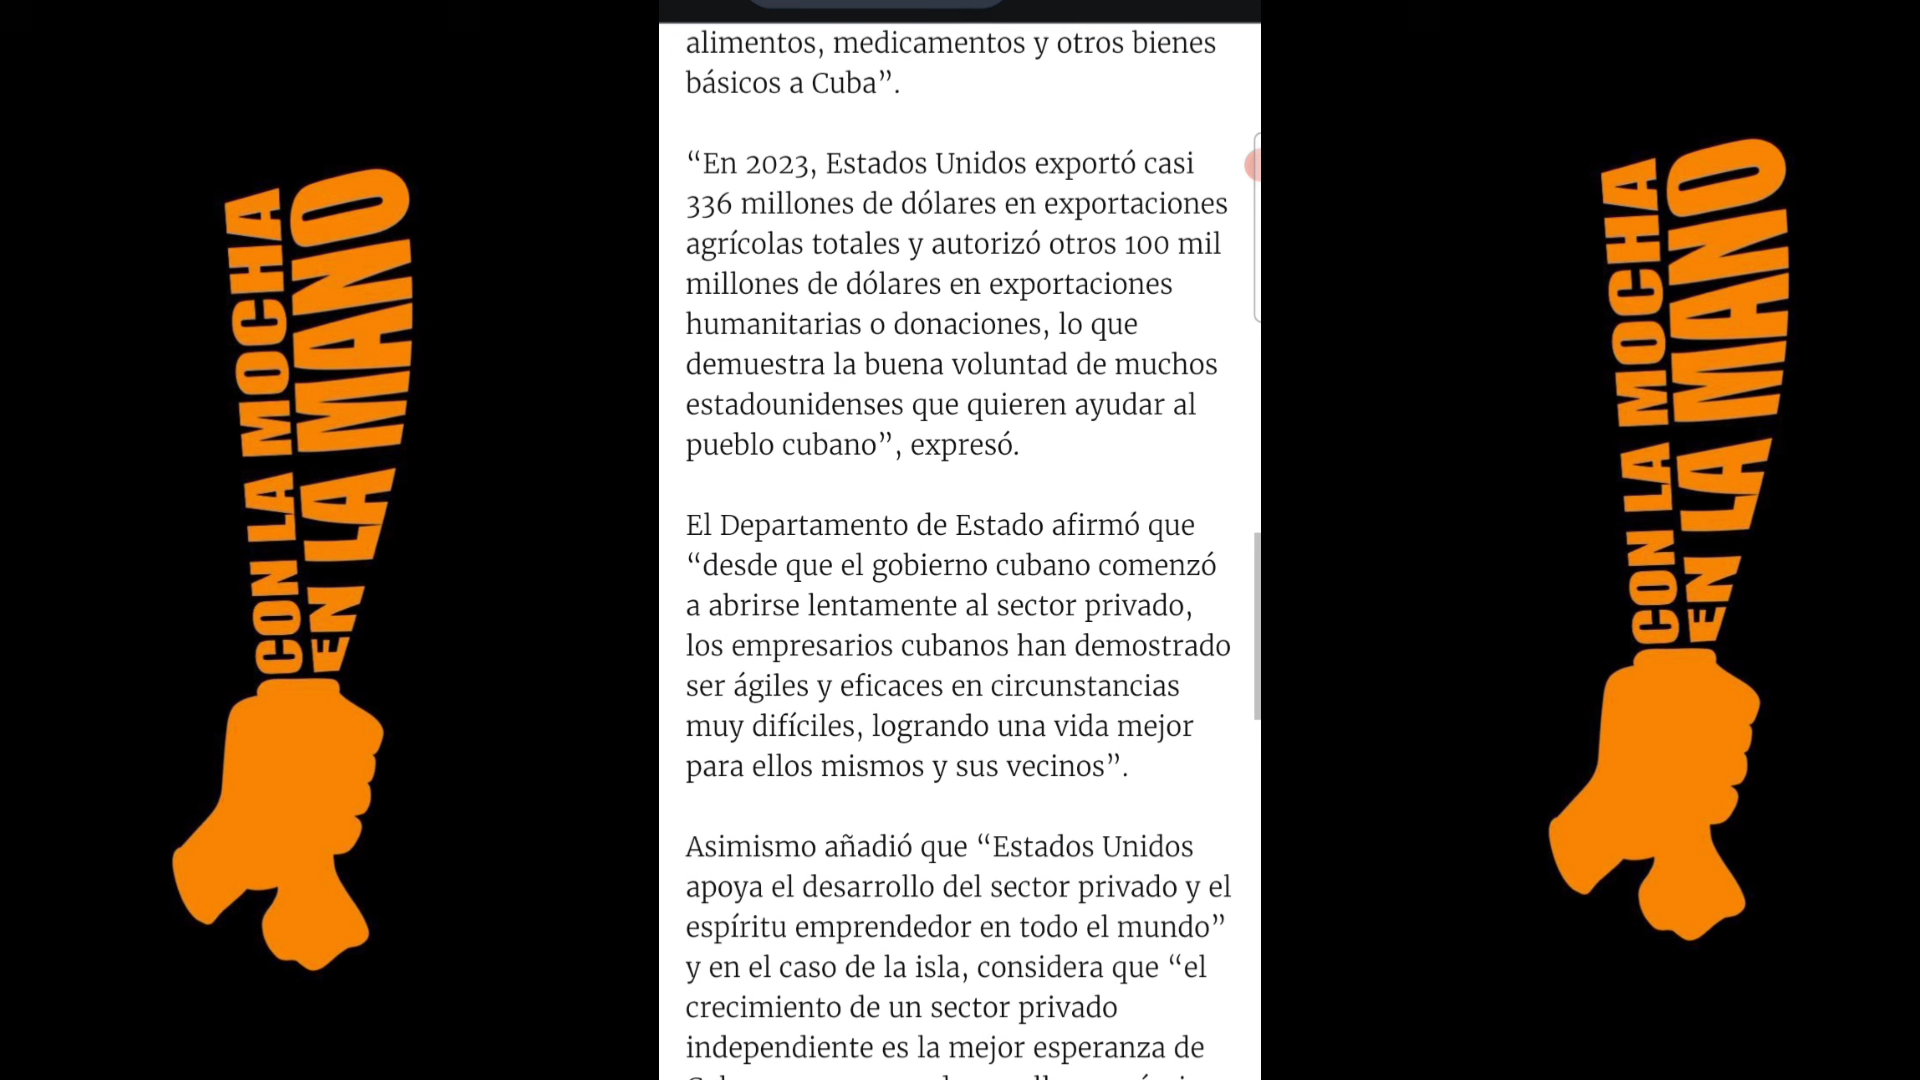 CON LA MOCHA
EN LA MANO
alimentos, medicamentos y otros bienes
básicos a Cuba”.
“En 2023, Estados Unidos exportó casi
336 millones de dólares en exportaciones
agrícolas totales y autorizó otros 100 mil
millones de dólares en exportaciones
humanitarias o donaciones, lo que
demuestra la buena voluntad de muchos
estadounidenses que quieren ayudar al
pueblo cubano”, expresó.
El Departamento de Estado afirmó que
“desde que el gobierno cubano comenzó
a abrirse lentamente al sector privado,
los empresarios cubanos han demostrado
ser ágiles y eficaces en circunstancias
muy difíciles, logrando una vida mejor
para ellos mismos y sus vecinos”.
Asimismo añadió que “Estados Unidos
apoya el desarrollo del sector privado y el
espíritu emprendedor en todo el mundo”
y en el caso de la isla, considera que “el
crecimiento de un sector privado
independiente es la mejor esperanza de
CON LA MOCHA
EN LA MANO